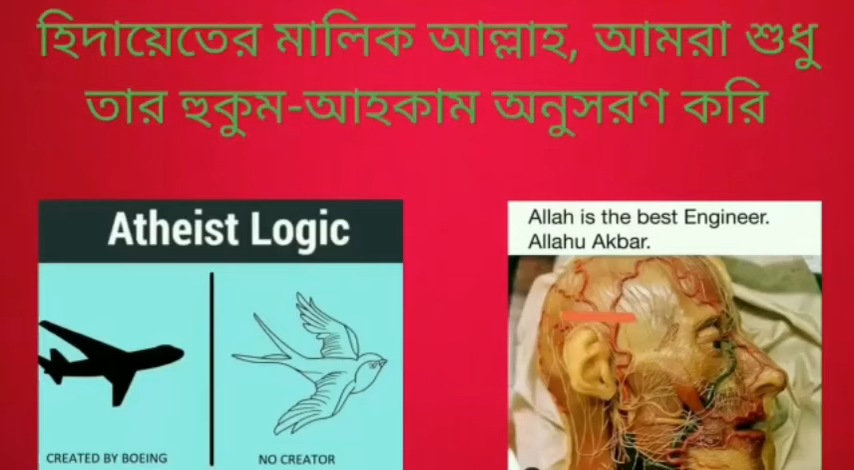 হিদায়েতের মালিক আল্লাহ, আমরা শুধু
তার হুকুম-আহকাম অনুসরণ করি
Atheist Logic
CREATED BY BOEING
NO CREATOR
Allah is the best Engineer.
Allahu Akbar.